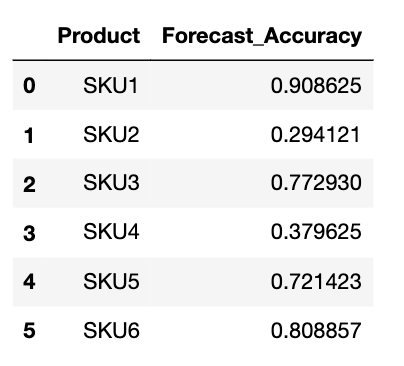 Product Forecast_Accuracy
0 SKU1 0.908625
1 SKU2 0.294121
2 SKU3 0.772930
3 SKU4 0.379625
4 SKU5 0.721423
5 SKU6 0.808857